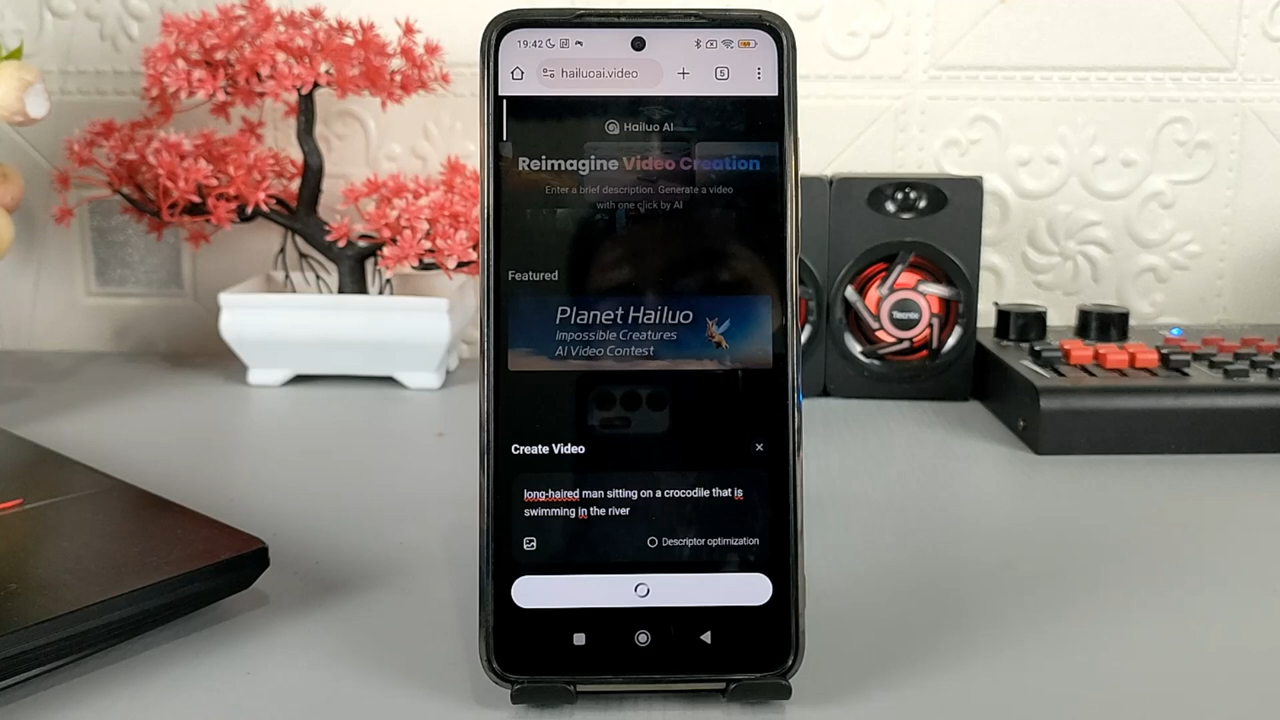 19:42
69
hailuoai.video
5
Hailuo AI
Reimagine Video Creation
Enter a brief description. Generate a video
with one click by AI
Featured
Planet Hailuo
Impossible Creatures
AI Video Contest
Create Video
long-haired man sitting on a crocodile that is
swimming in the river
Descriptor optimization